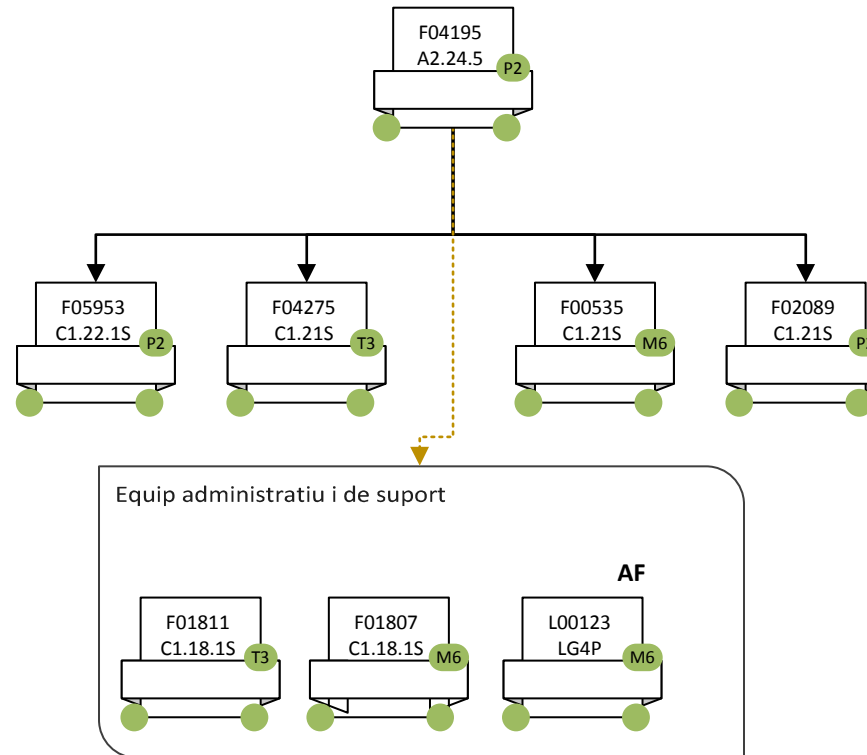 F04195
A2.24.5
P2
F05953
C1.22.1S
P2
F04275
C1.21S
T3
F00535
C1.21S
M6
F02089
C1.21S
Equip administratiu i de suport
AF
F01811
C1.18.1S
T3
F01807
C1.18.1S
M6
L00123
LG4P
M6